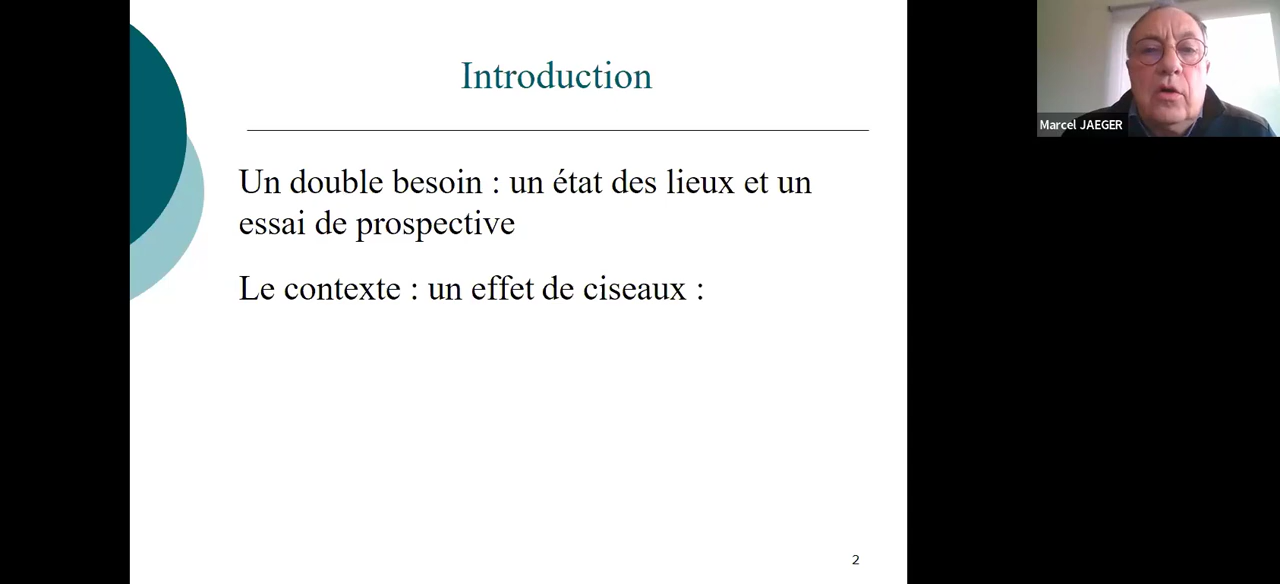 Introduction
Un double besoin : un état des lieux et un
essai de prospective
Le contexte : un effet de ciseaux :
2
Marcel JAEGER